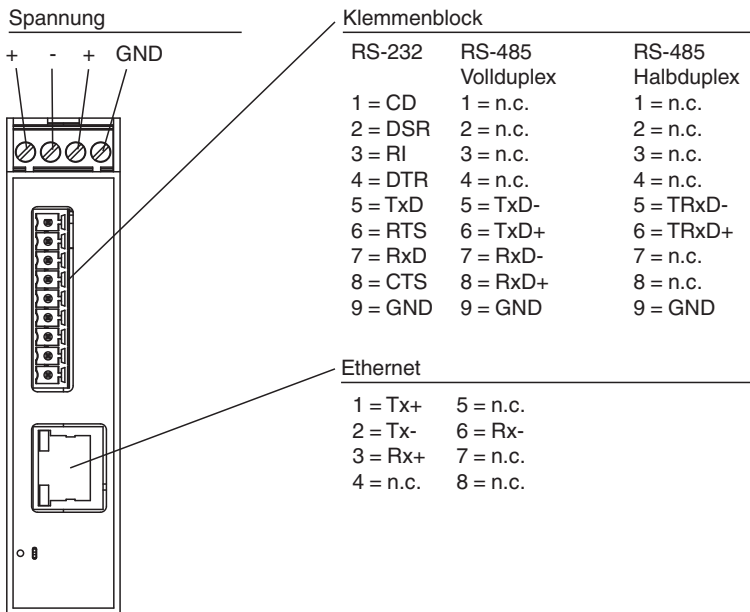 Spannung
+ - + GND
Klemmenblock
RS-232 RS-485 RS-485
Vollduplex Halbduplex
1 = CD 1 = n.c. 1 = n.c.
2 = DSR 2 = n.c. 2 = n.c.
3 = RI 3 = n.c. 3 = n.c.
4 = DTR 4 = n.c. 4 = n.c.
5 = TxD 5 = TxD- 5 = TRxD-
6 = RTS 6 = TxD+ 6 = TRxD+
7 = RxD 7 = RxD- 7 = n.c.
8 = CTS 8 = RxD+ 8 = n.c.
9 = GND 9 = GND 9 = GND
Ethernet
1 = Tx+ 5 = n.c.
2 = Tx- 6 = Rx-
3 = Rx+ 7 = n.c.
4 = n.c. 8 = n.c.